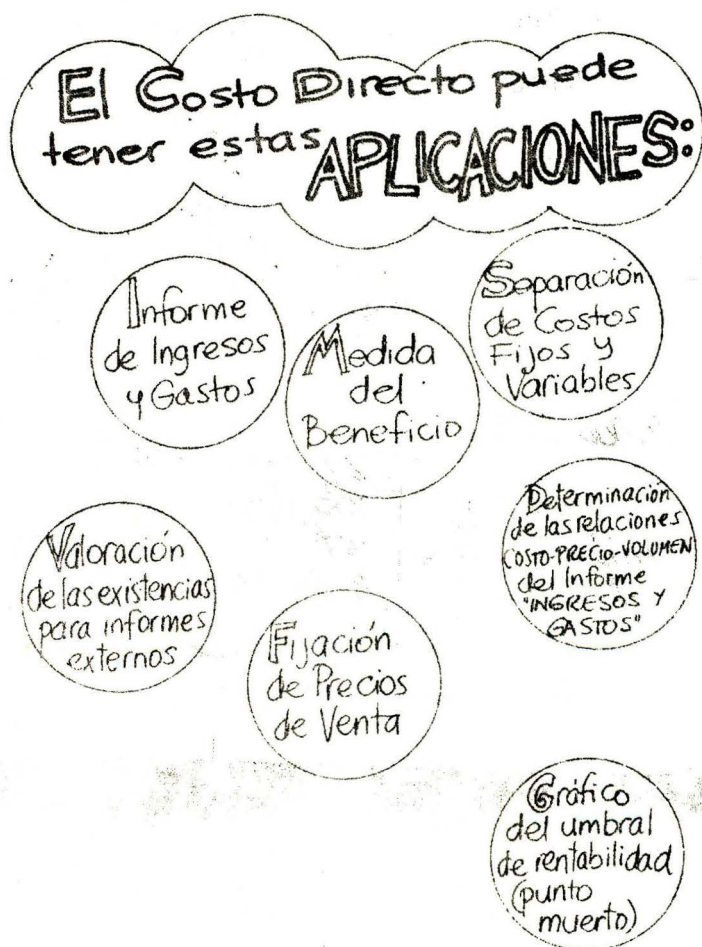 El Costo Directo puede
tener estas APLICACIONES:
Informe
de Ingresos
y Gastos
Medida
del
Beneficio
Separación
de Costos
Fijos y
Variables
Valoración
de las existencias
para informes
externos
Fijación
de Precios
de Venta
Determinación
de las relaciones
COSTO-PRECIO-VOLUMEN
del Informe
"INGRESOS Y
GASTOS"
Gráfico
del umbral
de rentabilidad
(punto
muerto)